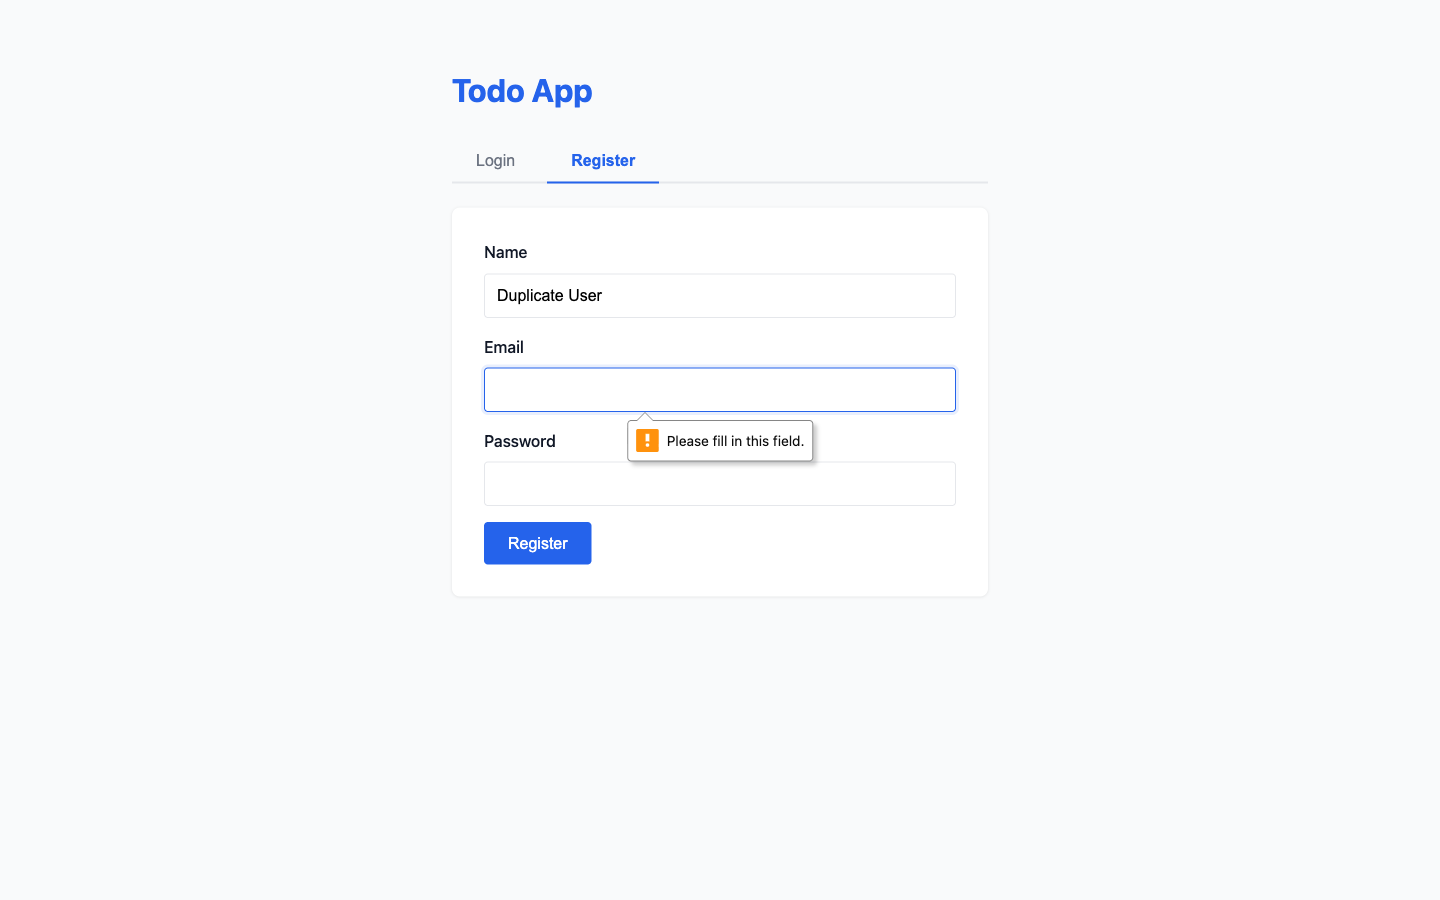 Todo App
Login
Register
Name
Duplicate User
Email
Please fill in this field.
Password
Register